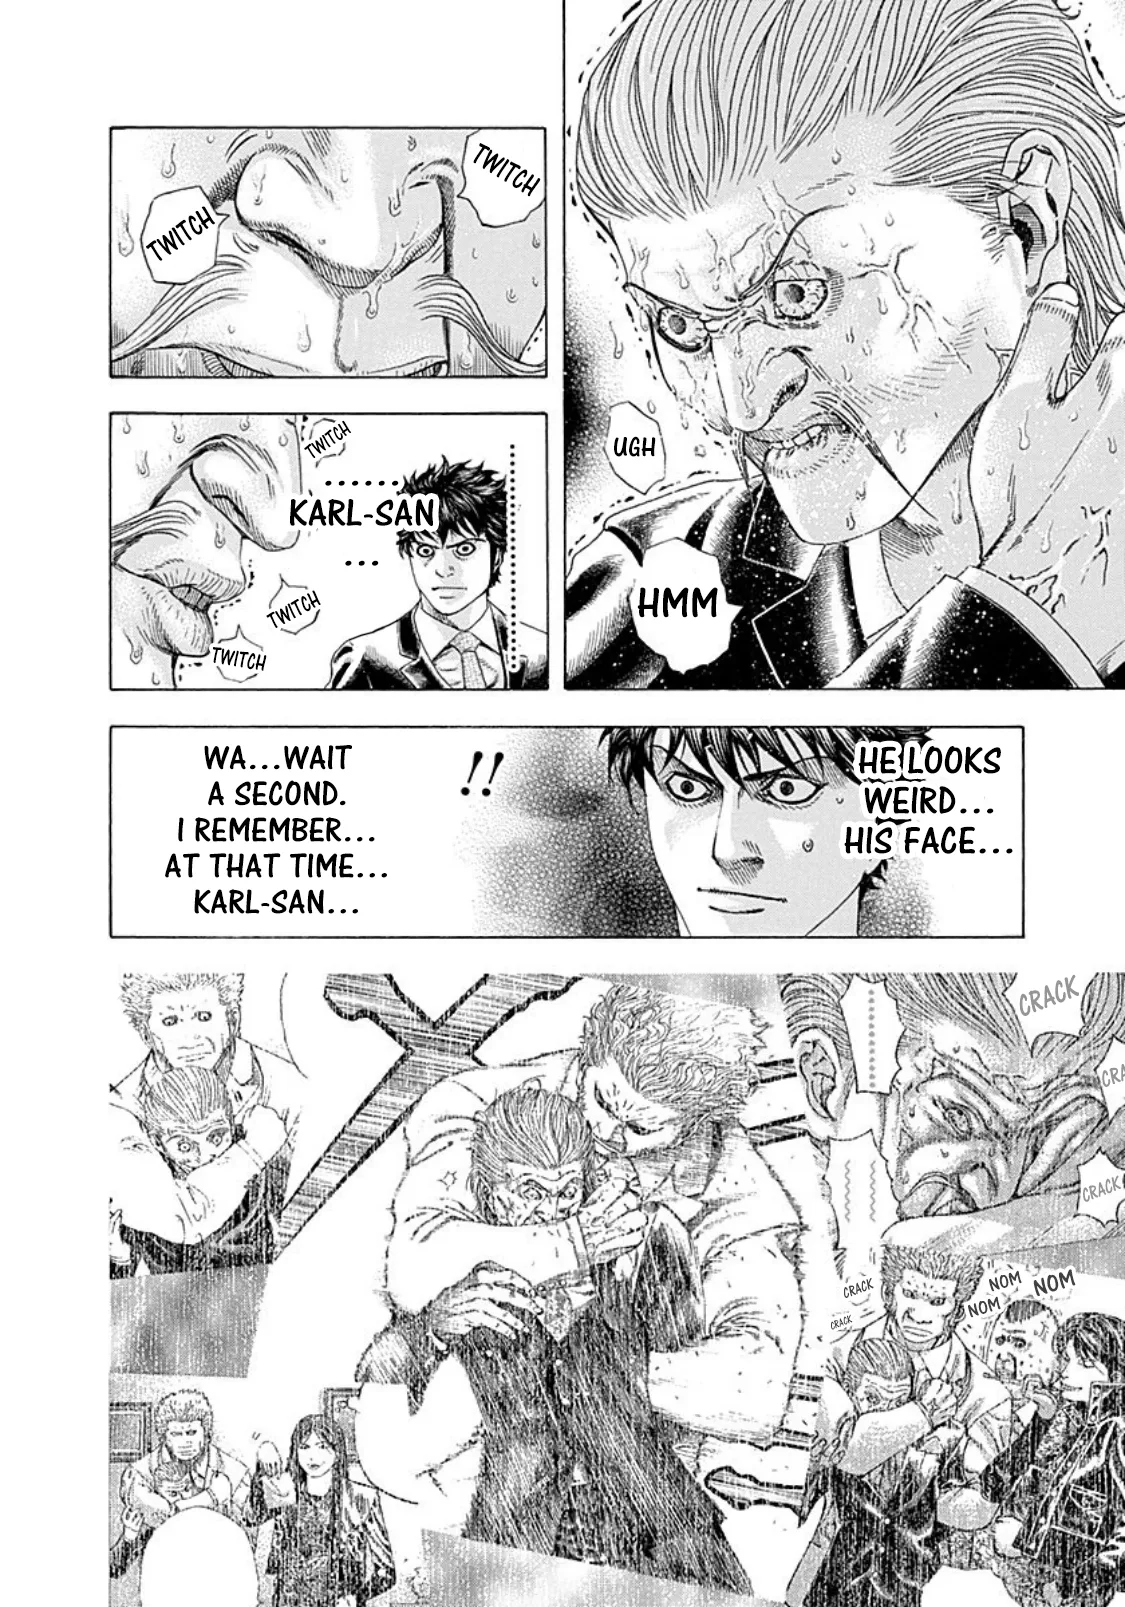 UGH
HMM
TWITCH
TWITCH
TWITCH
......
KARL-SAN
...
TWITCH
TWITCH
HE LOOKS
WEIRD...
HIS FACE...
!!
WA...WAIT
A SECOND.
I REMEMBER...
AT THAT TIME...
KARL-SAN...
CRACK
CRA
CRACK
CRACK
CRACK
NOM
NOM
NOM